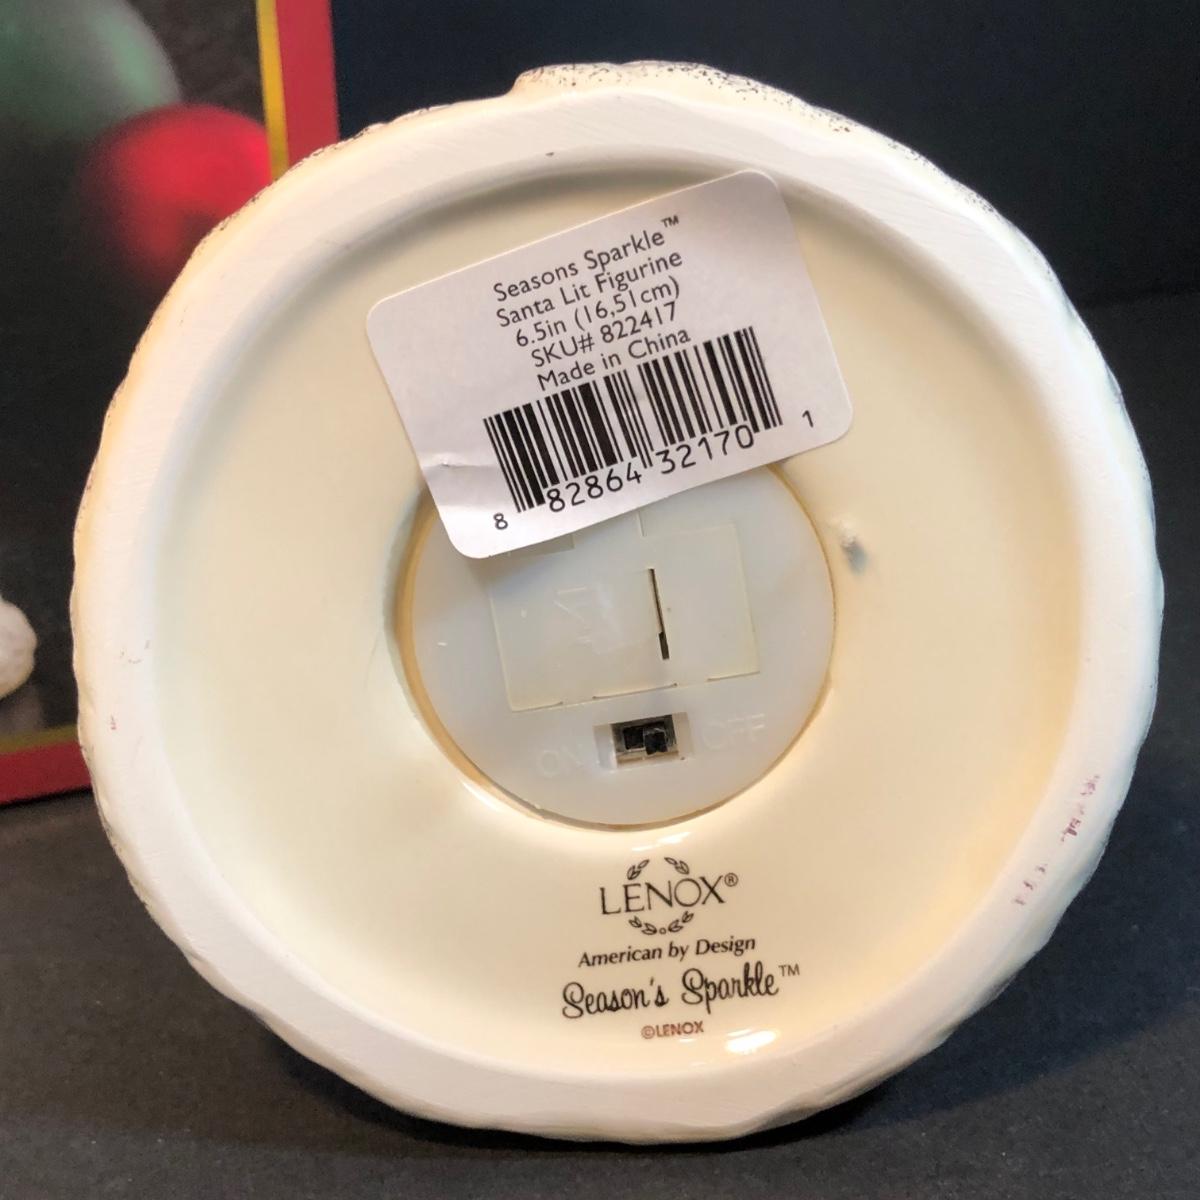 Seasons Sparkle™
Santa Lit Figurine
6.5in (16,51cm)
SKU# 822417
Made in China
8 82864 32170 1
ON OFF
LENOX®
American by Design
Season's Sparkle™
©LENOX